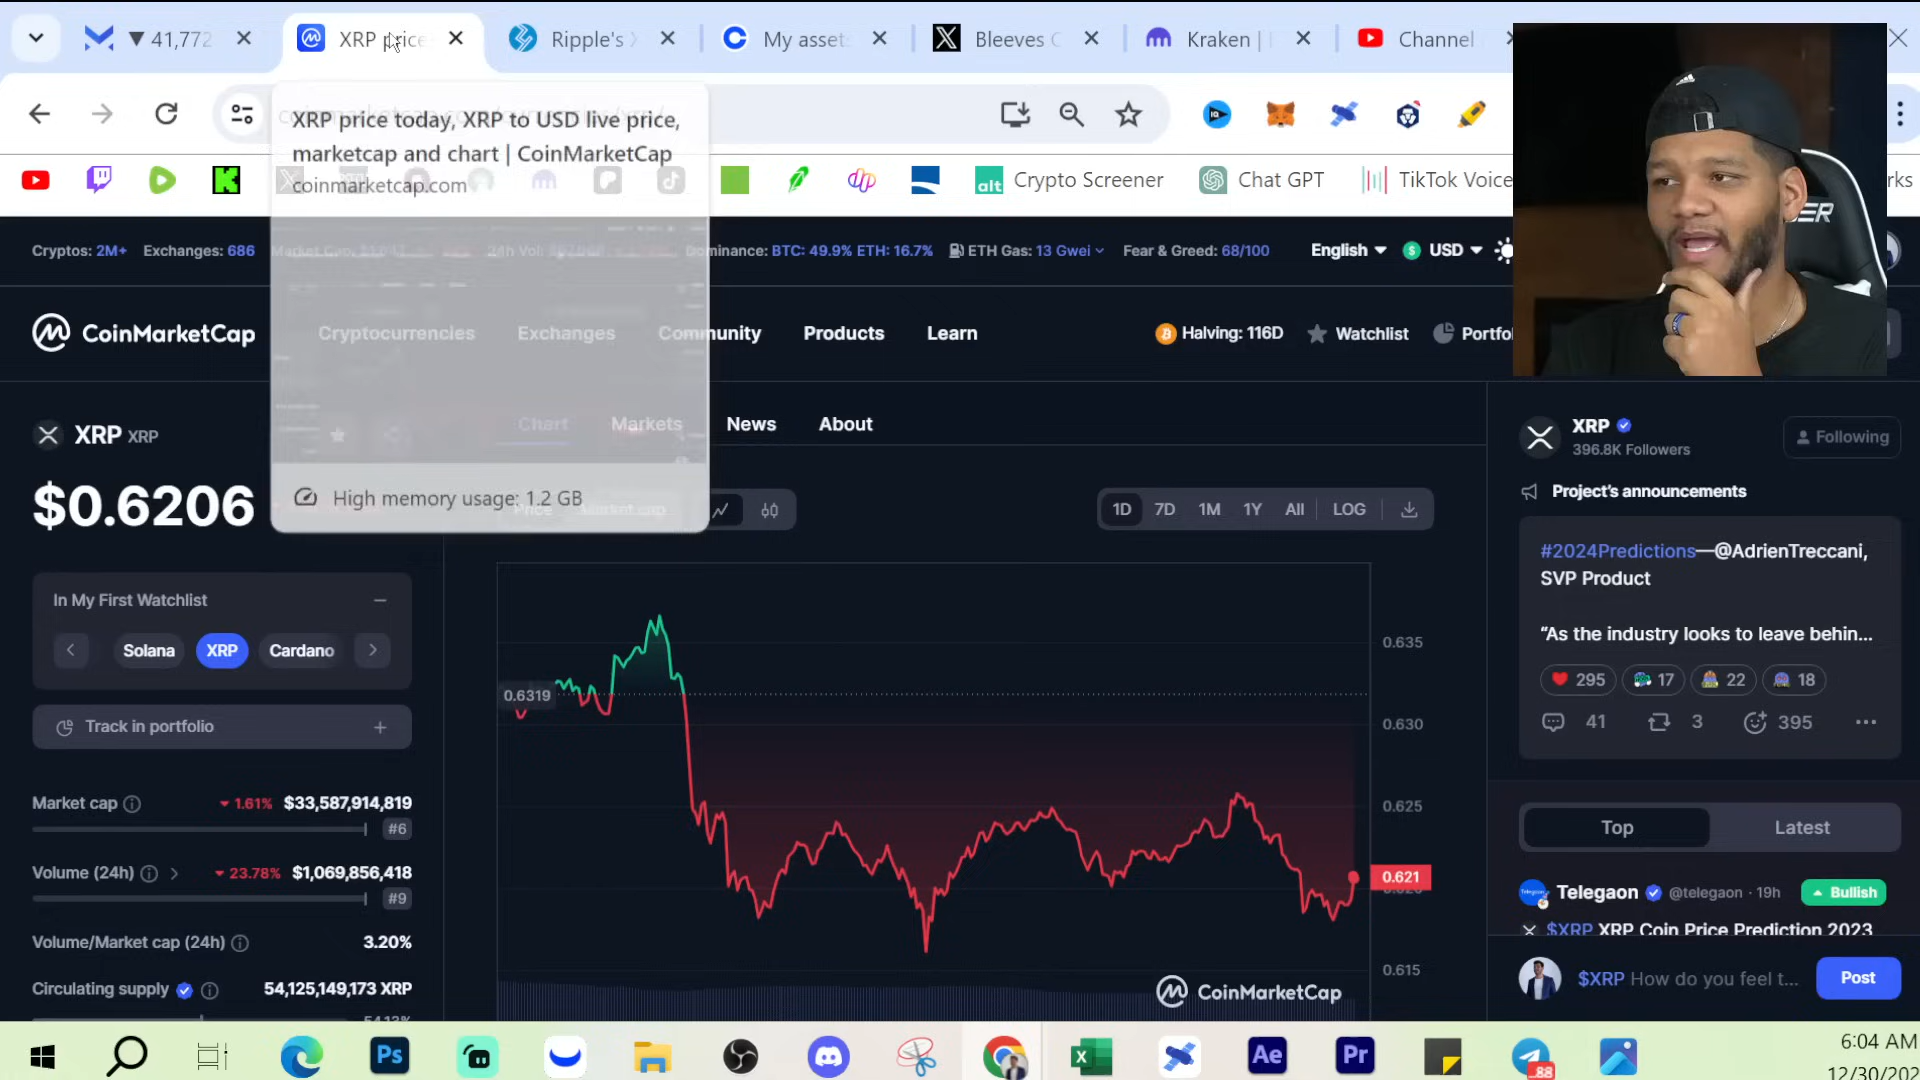 41,772
XRP price
Ripple's
My asset
Bleeves
Kraken |
Channel
XRP price today, XRP to USD live price,
marketcap and chart | CoinMarketCap
coinmarketcap.com
alt Crypto Screener
Chat GPT
TikTok Voice
rks
Cryptos: 2M+
Exchanges: 686
Dominance: BTC: 49.9% ETH: 16.7%
ETH Gas: 13 Gwei
Fear & Greed: 68/100
English
USD
CoinMarketCap
Cryptocurrencies
Exchanges
Community
Products
Learn
Halving: 116D
Watchlist
Portfo
XRP XRP
Chart
Markets
News
About
XRP
396.8K Followers
Following
$0.6206
High memory usage: 1.2 GB
1D
7D
1M
1Y
All
LOG
Project's announcements
#2024Predictions—@AdrienTreccani,
SVP Product
"As the industry looks to leave behin...
295
17
22
18
41
3
395
In My First Watchlist
Solana
XRP
Cardano
Track in portfolio
0.6319
0.635
0.630
0.625
0.621
0.615
CoinMarketCap
Market cap
1.61%
$33,587,914,819
#6
Volume (24h)
23.78%
$1,069,856,418
#9
Volume/Market cap (24h)
3.20%
Circulating supply
54,125,149,173 XRP
Top
Latest
Telegaon
@telegaon · 19h
Bullish
$XRP XRP Coin Price Prediction 2023
$XRP How do you feel t...
Post
Ps
Ae
Pr
88
6:04 AM
12/30/202